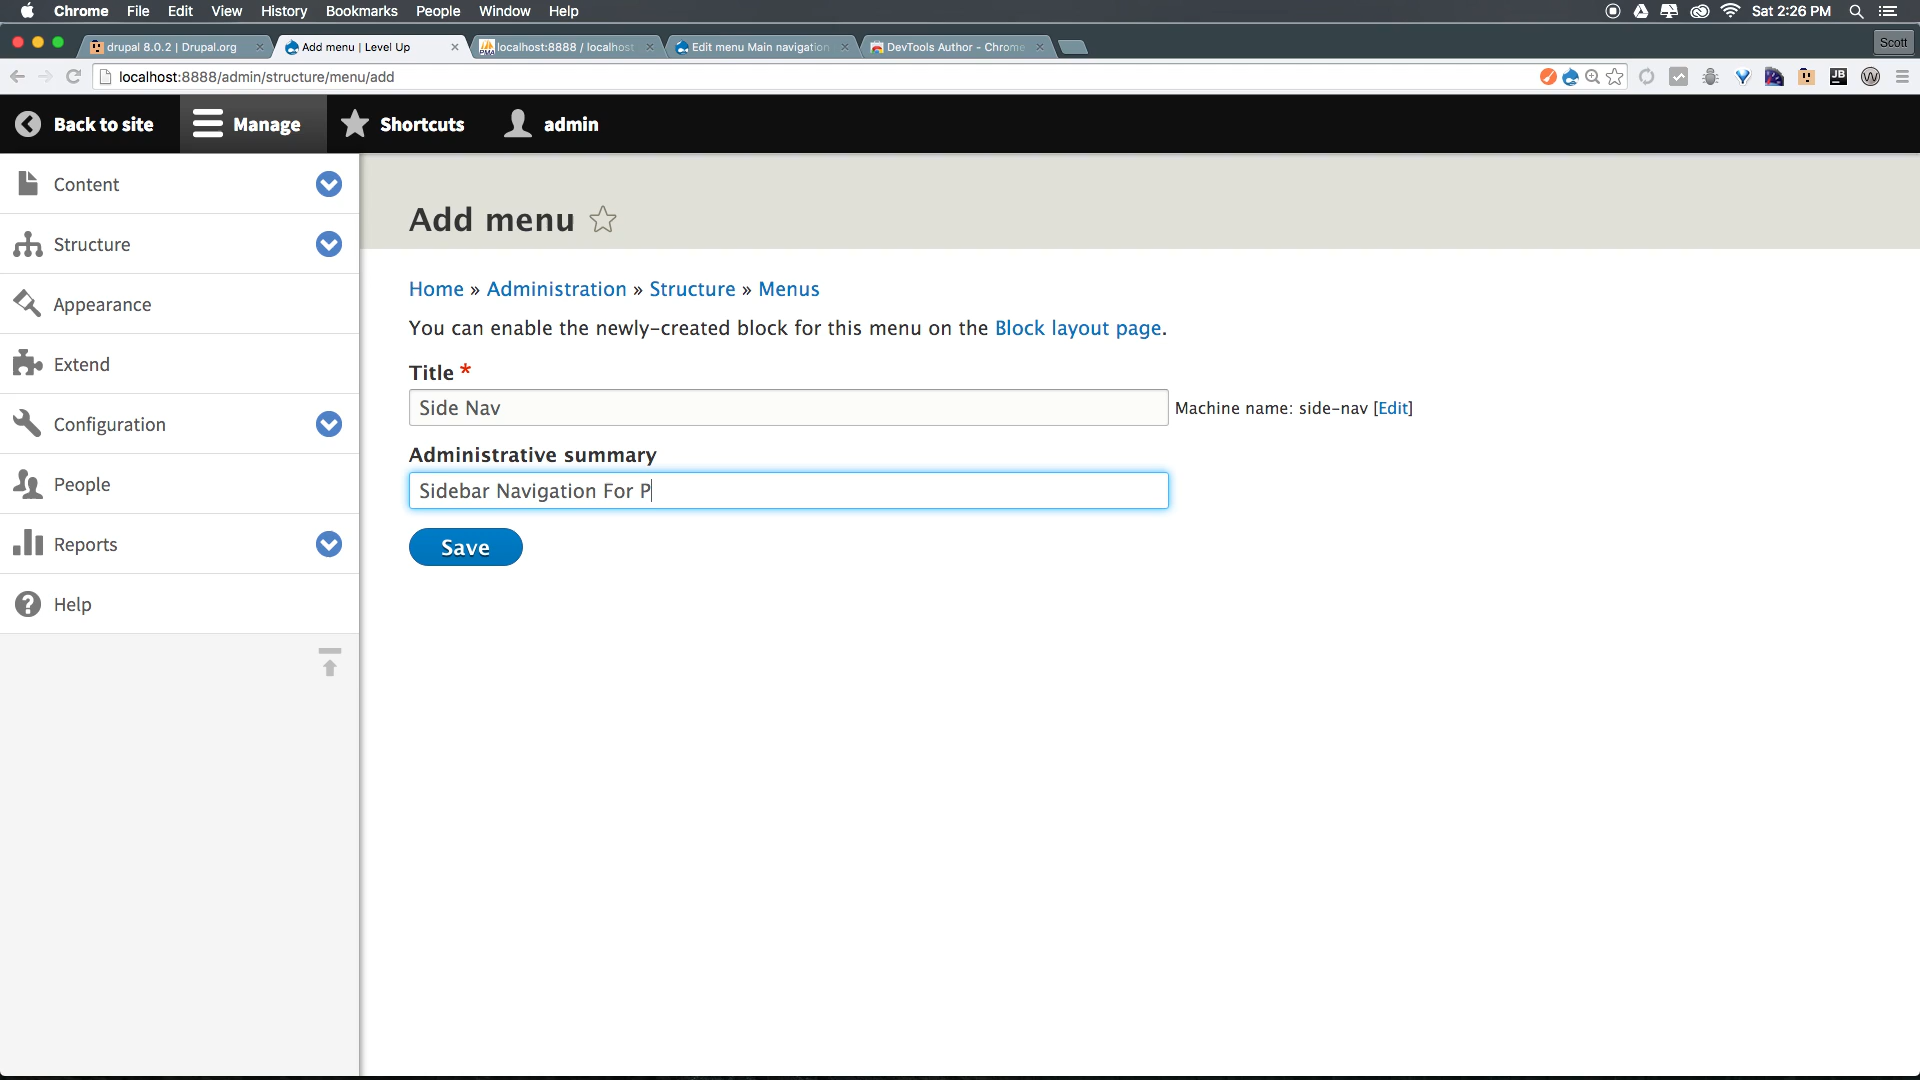 Chrome File Edit View History Bookmarks People Window Help Sat 2:26 PM
drupal 8.0.2 | Drupal.org Add menu | Level Up localhost:8888 / localhost Edit menu Main navigation DevTools Author - Chrome Scott
localhost:8888/admin/structure/menu/add JB
Back to site Manage Shortcuts admin
Content
Structure
Appearance
Extend
Configuration
People
Reports
Help
Add menu
Home » Administration » Structure » Menus
You can enable the newly-created block for this menu on the Block layout page.
Title *
Side Nav Machine name: side-nav [Edit]
Administrative summary
Sidebar Navigation For P
Save